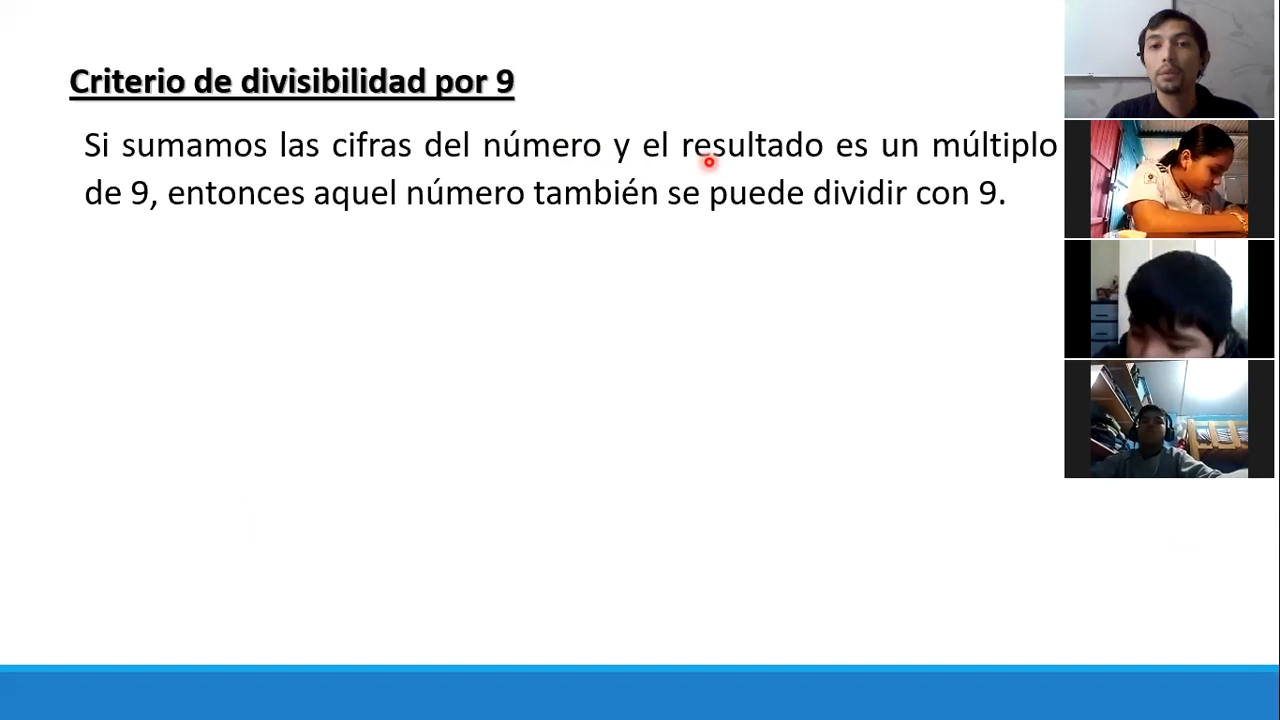 Criterio de divisibilidad por 9
Si sumamos las cifras del número y el resultado es un múltiplo
de 9, entonces aquel número también se puede dividir con 9.